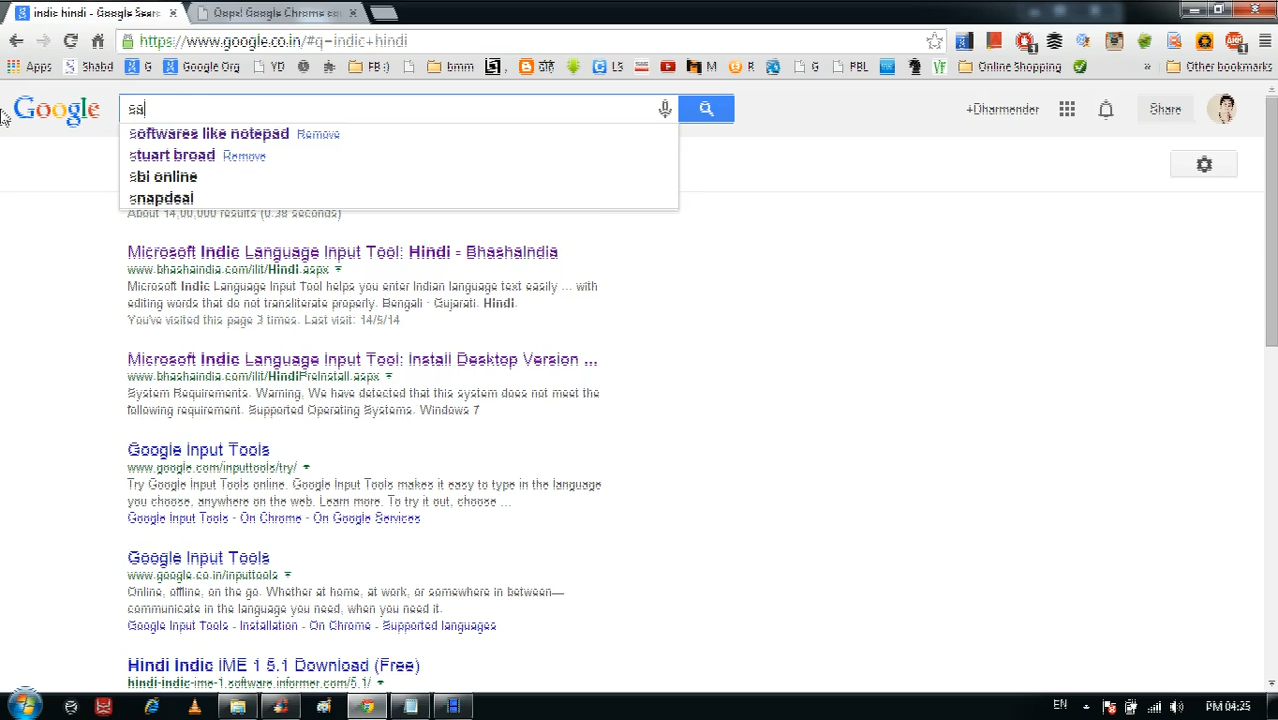 indic hindi - Google Sear
Oops! Google Chrome cou
https://www.google.co.in/#q=indic+hindi
Apps Shabd G Google Org YD FB :) bmm LS M R G PBL Online Shopping Other bookmarks
Google
sa
+Dharmender
Share
softwares like notepad Remove
stuart broad Remove
sbi online
snapdeal
About 14,00,000 results (0.38 seconds)
Microsoft Indic Language Input Tool: Hindi - BhashaIndia
www.bhashaindia.com/ilit/Hindi.aspx
Microsoft Indic Language Input Tool helps you enter Indian language text easily ... with
editing words that do not transliterate properly. Bengali · Gujarati. Hindi.
You've visited this page 3 times. Last visit: 14/5/14
Microsoft Indic Language Input Tool: Install Desktop Version ...
www.bhashaindia.com/ilit/HindiPreInstall.aspx
System Requirements. Warning, We have detected that this system does not meet the
following requirement. Supported Operating Systems. Windows 7
Google Input Tools
www.google.com/inputtools/try/
Try Google Input Tools online. Google Input Tools makes it easy to type in the language
you choose, anywhere on the web. Learn more. To try it out, choose ...
Google Input Tools - On Chrome - On Google Services
Google Input Tools
www.google.co.in/inputtools
Online, offline, on the go. Whether at home, at work, or somewhere in between—
communicate in the language you need, when you need it.
Google Input Tools - Installation - On Chrome - Supported languages
Hindi Indic IME 1 5.1 Download (Free)
hindi-indic-ime-1.software.informer.com/5.1/
EN
PM 04:25